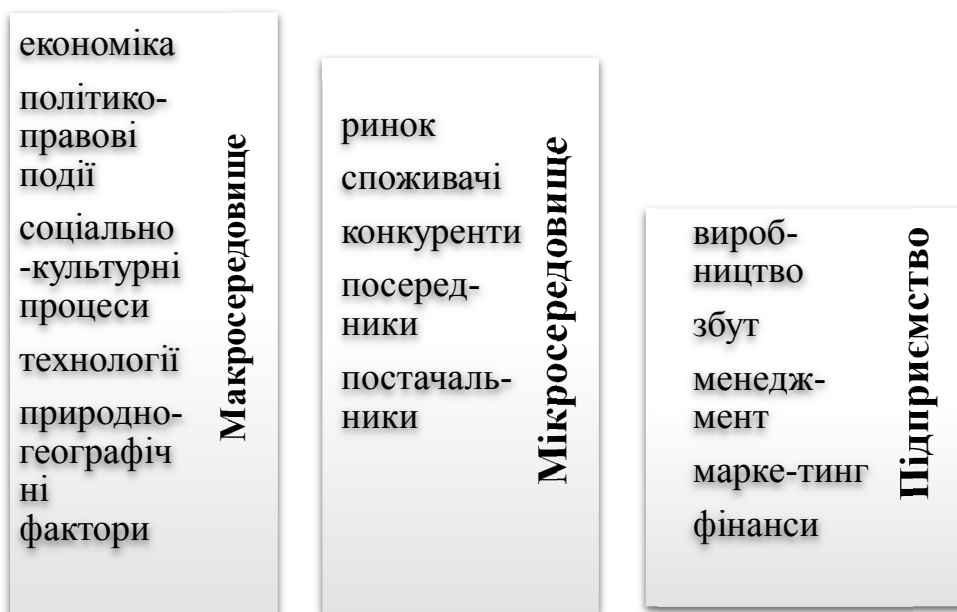 економіка
політико-
правові
події
соціально
-культурні
процеси
технології
природно-
географіч
ні
фактори
Макросередовище
ринок
споживачі
конкуренти
посеред-
ники
постачаль-
ники
Мікросередовище
вироб-
ництво
збут
менедж-
мент
марке-тинг
фінанси
Підприємство